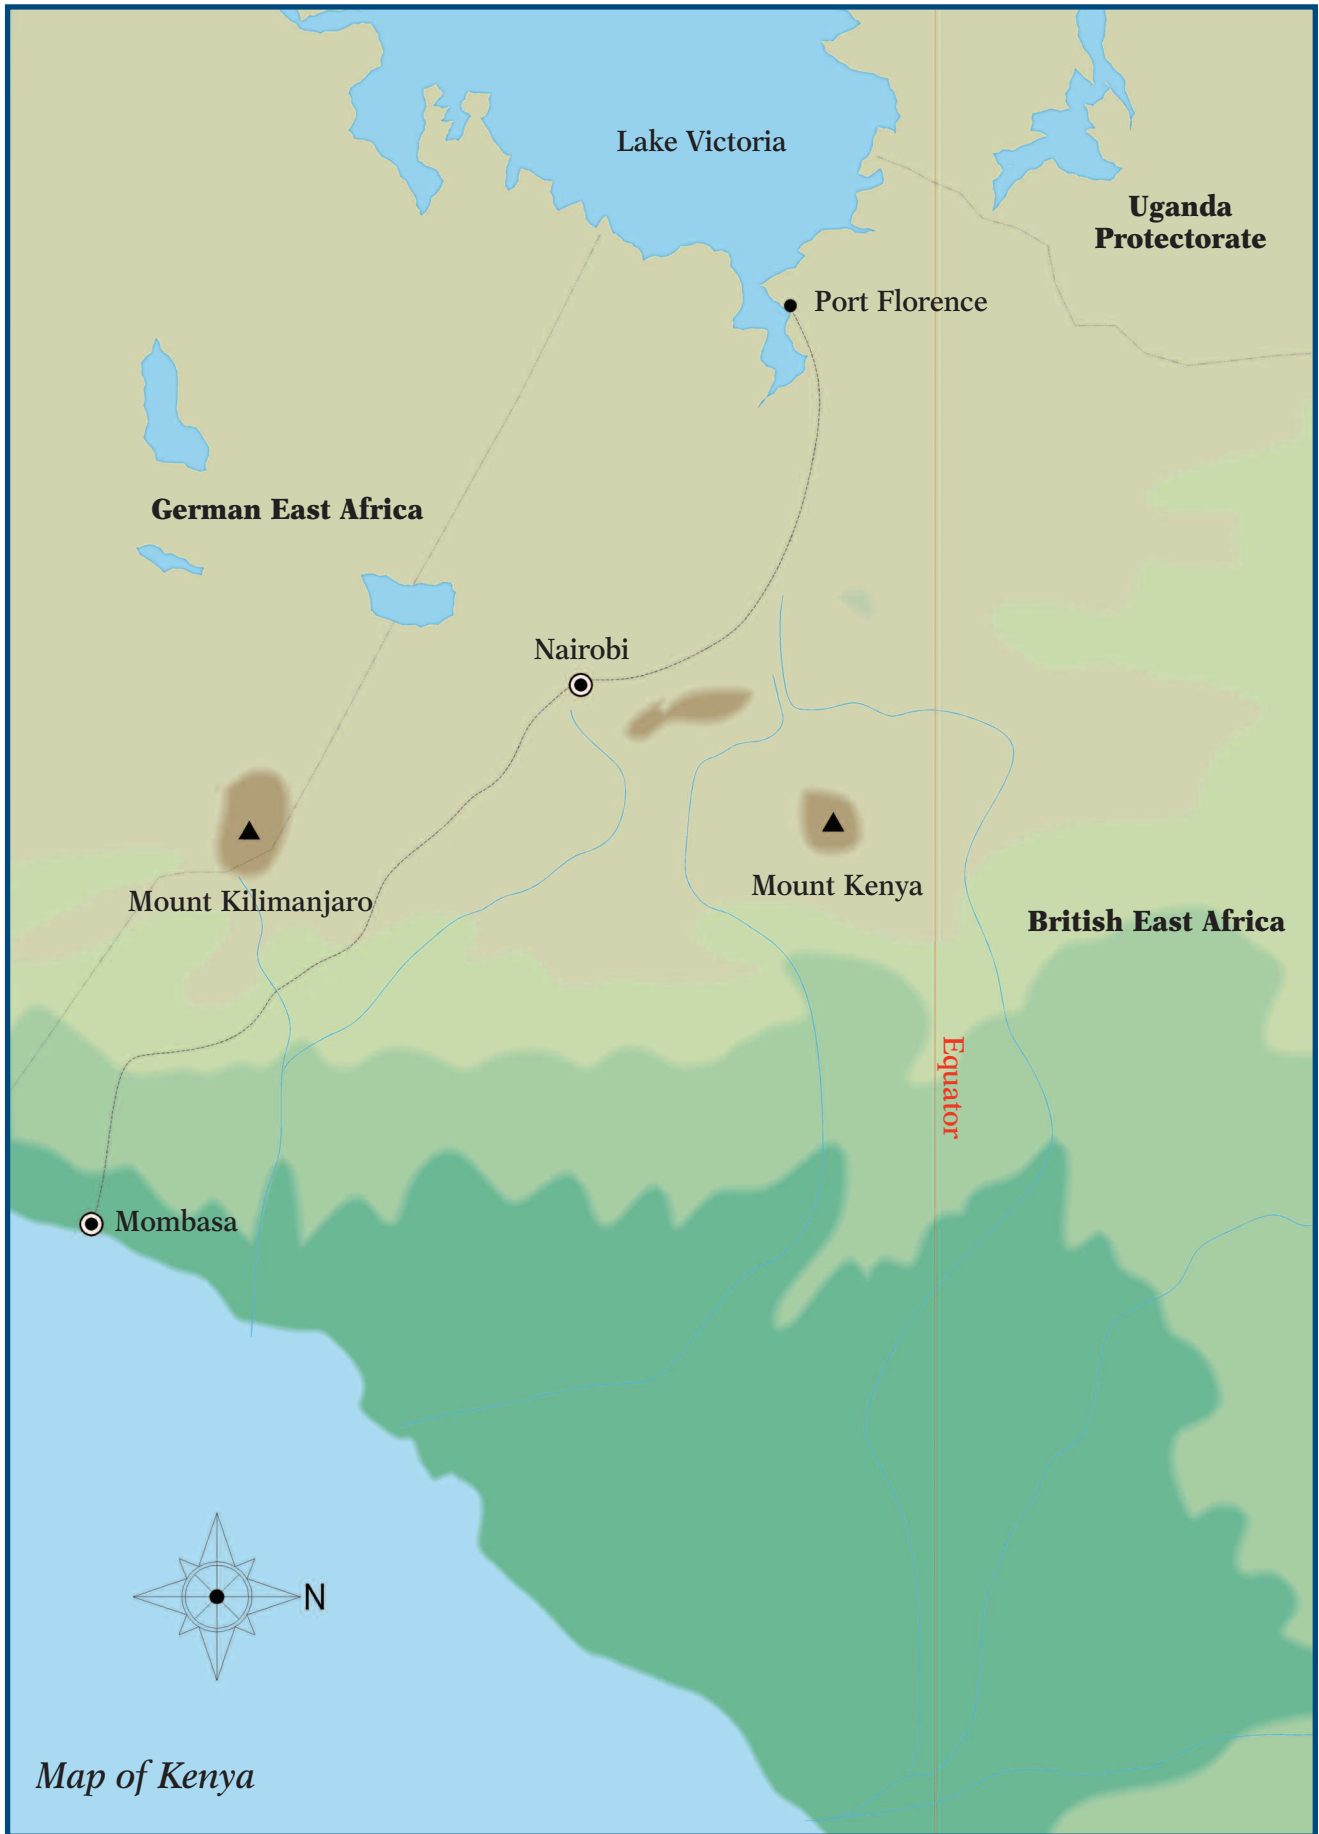 Lake Victoria
Uganda
Protectorate
Port Florence
German East Africa
Nairobi
Mount Kenya
Mount Kilimanjaro
British East Africa
Equator
Mombasa
N
Map of Kenya